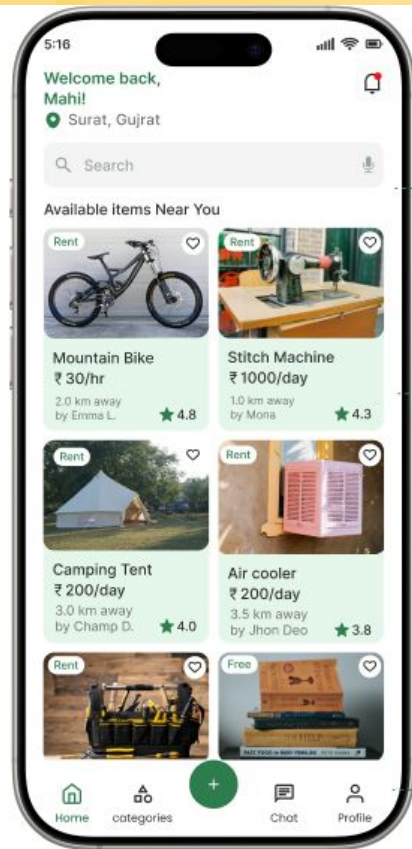 5:16
Welcome back,
Mahi!
Surat, Gujrat
Search
Available items Near You
Rent
Rent
Mountain Bike
₹ 30/hr
2.0 km away
by Emma L.
4.8
Stitch Machine
₹ 1000/day
1.0 km away
by Mona
4.3
Rent
Rent
Camping Tent
₹ 200/day
3.0 km away
by Champ D.
4.0
Air cooler
₹ 200/day
3.5 km away
by Jhon Deo
3.8
Rent
Free
+
Home
categories
Chat
Profile